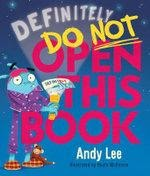 DEFINITELY
DO NOT
OPEN
THIS
BOOK
Andy Lee